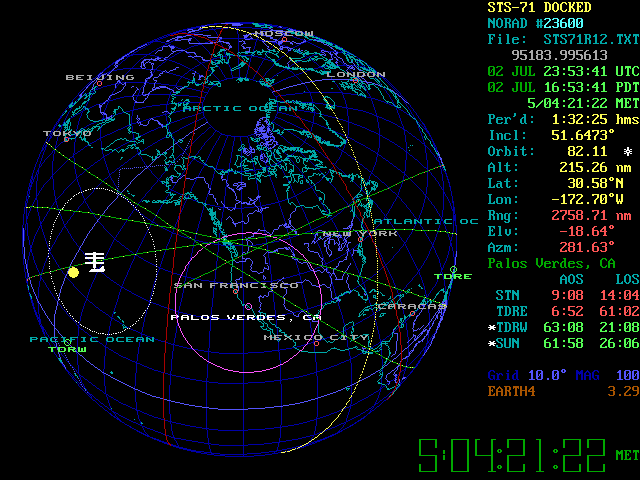 STS-71 DOCKED
NORAD #23600
File: STS71R12.TXT
95183.995613
02 JUL 23:53:41 UTC
02 JUL 16:53:41 PDT
5/04:21:22 MET
Per'd: 1:32:25 hms
Incl: 51.6473°
Orbit: 82.11 *
Alt: 215.26 nm
Lat: 30.58°N
Lon: -172.70°W
Rng: 2758.71 nm
Elv: -18.64°
Azm: 281.63°
Palos Verdes, CA
AOS LOS
STN 9:08 14:04
TDRE 6:52 61:02
*TDRW 63:08 21:08
*SUN 61:58 26:06
Grid 10.0° MAG 100
EARTH4 3.29
5:04:21:22 MET
MOSCOW
LONDON
BEIJING
ARCTIC OCEAN
TOKYO
ATLANTIC OC
NEW YORK
TDRE
SAN FRANCISCO
CARACAS
PALOS VERDES, CA
MEXICO CITY
PACIFIC OCEAN
TDRW